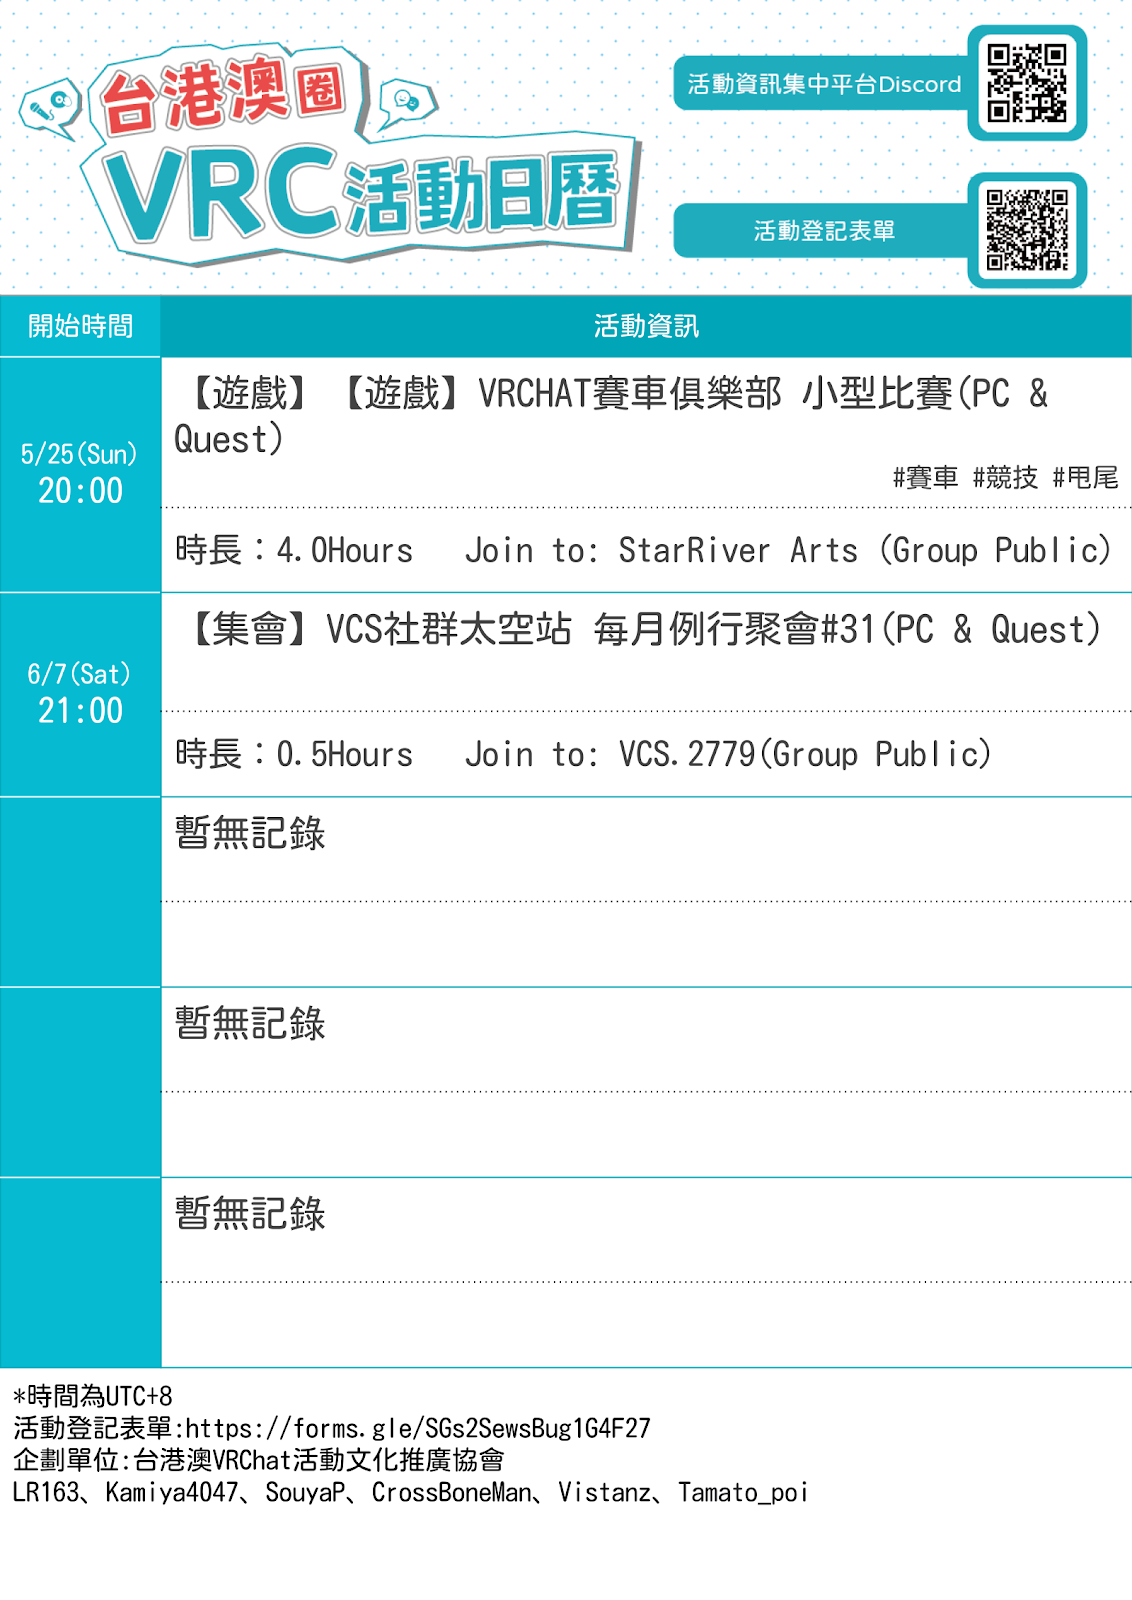 台港澳圈
VRC活動日曆
活動資訊集中平台Discord
活動登記表單
開始時間
活動資訊
5/25(Sun)
20:00
【遊戲】【遊戲】VRCHAT賽車俱樂部 小型比賽(PC &
Quest)
#賽車 #競技 #甩尾
時長：4.0Hours Join to: StarRiver Arts (Group Public)
6/7(Sat)
21:00
【集會】VCS社群太空站 每月例行聚會#31(PC & Quest)
時長：0.5Hours Join to: VCS.2779(Group Public)
暫無記錄
暫無記錄
暫無記錄
*時間為UTC+8
活動登記表單:https://forms.gle/SGs2SewsBug1G4F27
企劃單位:台港澳VRChat活動文化推廣協會
LR163、Kamiya4047、SouyaP、CrossBoneMan、Vistanz、Tamato_poi